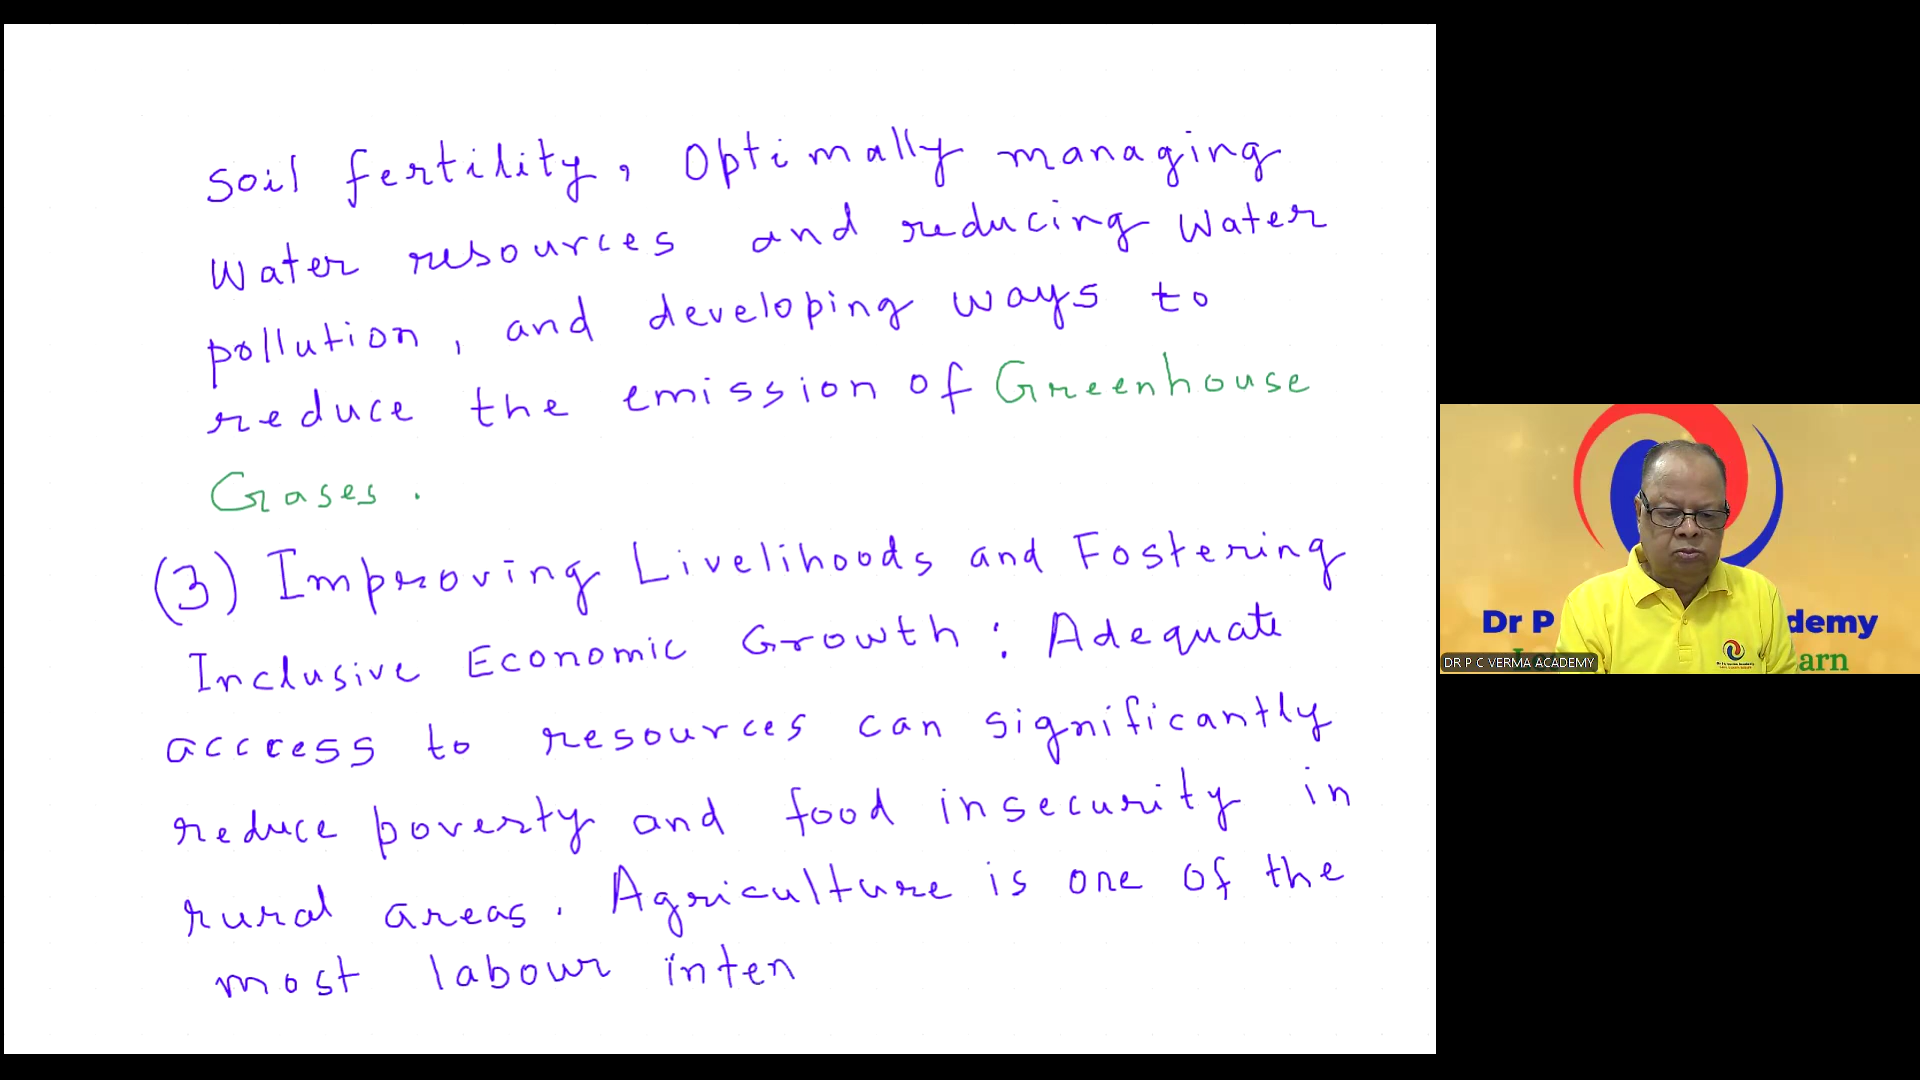 soil fertility, Optimally managing
Water resources and reducing Water
pollution, and developing ways to
reduce the emission of Greenhouse
Gases.
(3) Improving Livelihoods and Fostering
Inclusive Economic Growth: Adequate
acccess to resources can significantly
reduce poverty and food insecurity in
rural areas. Agriculture is one of the
most labour inten
Dr P demy
arn
DR P C VERMA ACADEMY